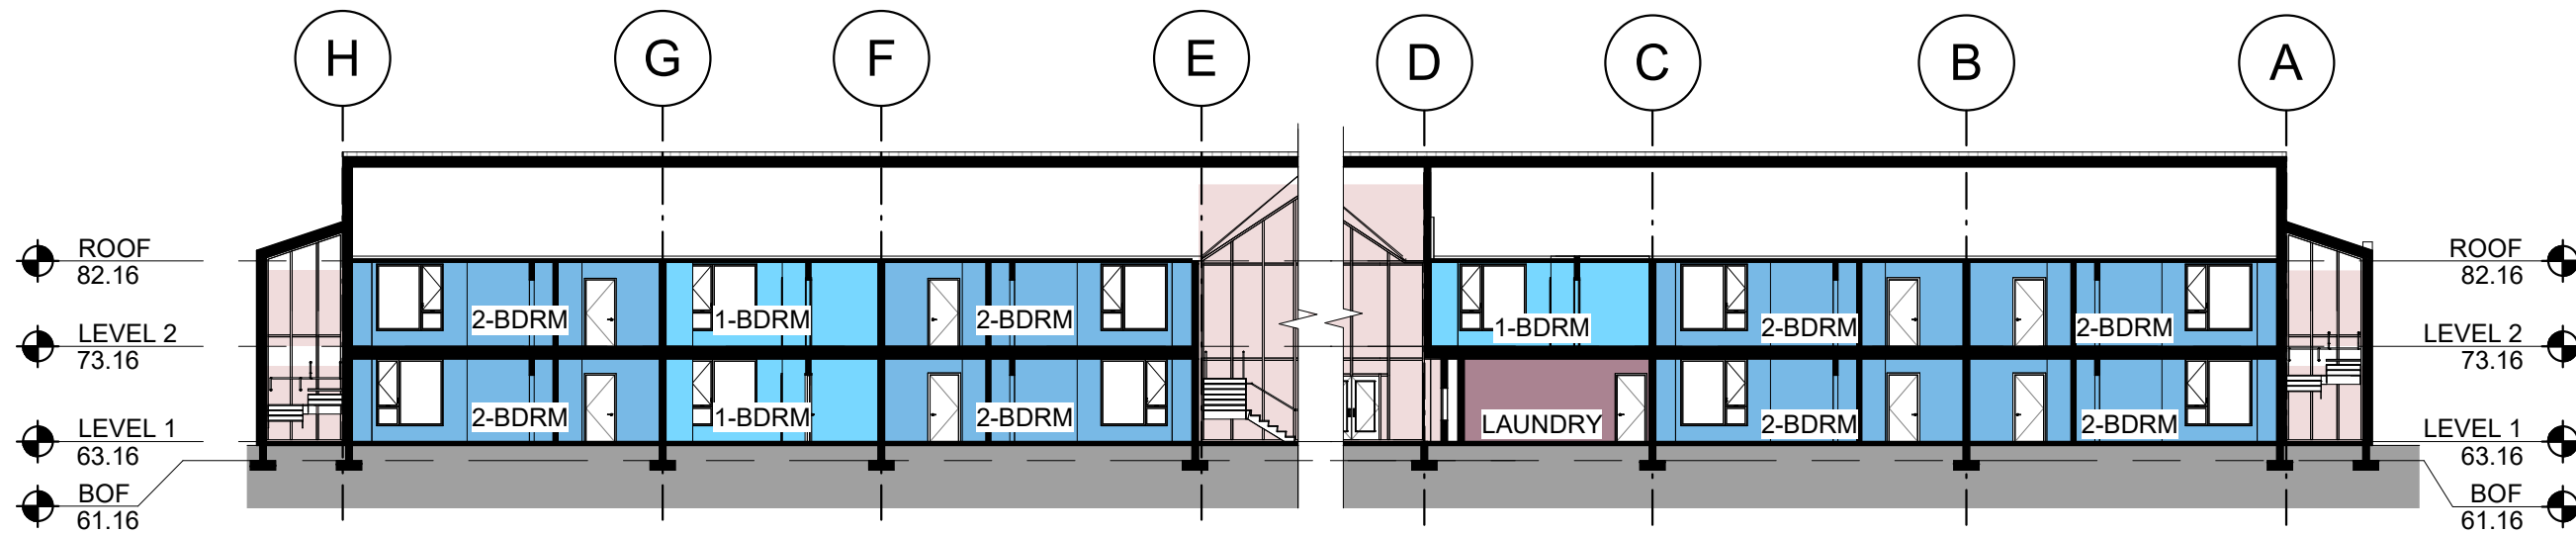 H G F E D C B A
ROOF
82.16
ROOF
82.16
2-BDRM 1-BDRM 2-BDRM 1-BDRM 2-BDRM 2-BDRM
LEVEL 2
73.16
LEVEL 2
73.16
2-BDRM 1-BDRM 2-BDRM LAUNDRY 2-BDRM 2-BDRM
LEVEL 1
63.16
LEVEL 1
63.16
BOF
61.16
BOF
61.16